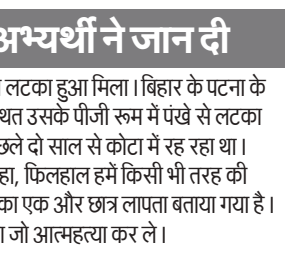 अभ्यर्थी ने जान दी
लटका हुआ मिला। बिहार के पटना के
उसके पीजी रूम में पंखे से लटका
दो साल से कोटा में रह रहा था।
फिलहाल हमें किसी भी तरह की
का एक और छात्र लापता बताया गया है।
जो आत्महत्या कर ले।